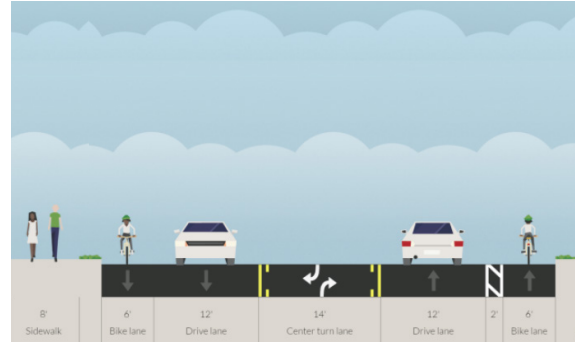 8'
Sidewalk
6'
Bike lane
12'
Drive lane
14'
Center turn lane
12'
Drive lane
2'
6'
Bike lane